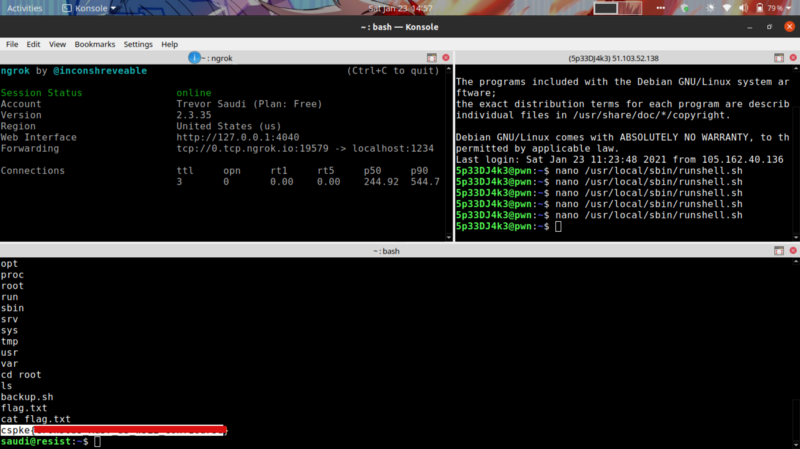 Activities
Konsole
Sat Jan 23 14:57
79 %
~ : bash — Konsole
File Edit View Bookmarks Settings Help
~ : ngrok
ngrok by @inconshreveable (Ctrl+C to quit)
Session Status online
Account Trevor Saudi (Plan: Free)
Version 2.3.35
Region United States (us)
Web Interface http://127.0.0.1:4040
Forwarding tcp://0.tcp.ngrok.io:19579 -> localhost:1234
Connections ttl opn rt1 rt5 p50 p90
3 0 0.00 0.00 244.92 544.7
(5p33DJ4k3) 51.103.52.138
The programs included with the Debian GNU/Linux system ar
ftware;
the exact distribution terms for each program are describ
individual files in /usr/share/doc/*/copyright.
Debian GNU/Linux comes with ABSOLUTELY NO WARRANTY, to th
permitted by applicable law.
Last login: Sat Jan 23 11:23:48 2021 from 105.162.40.136
5p33DJ4k3@pwn:~$ nano /usr/local/sbin/runshell.sh
5p33DJ4k3@pwn:~$ nano /usr/local/sbin/runshell.sh
5p33DJ4k3@pwn:~$ nano /usr/local/sbin/runshell.sh
5p33DJ4k3@pwn:~$ nano /usr/local/sbin/runshell.sh
5p33DJ4k3@pwn:~$ nano /usr/local/sbin/runshell.sh
5p33DJ4k3@pwn:~$
~ : bash
opt
proc
root
run
sbin
srv
sys
tmp
usr
var
cd root
ls
backup.sh
flag.txt
cat flag.txt
cspke{ }
saudi@resist:~$